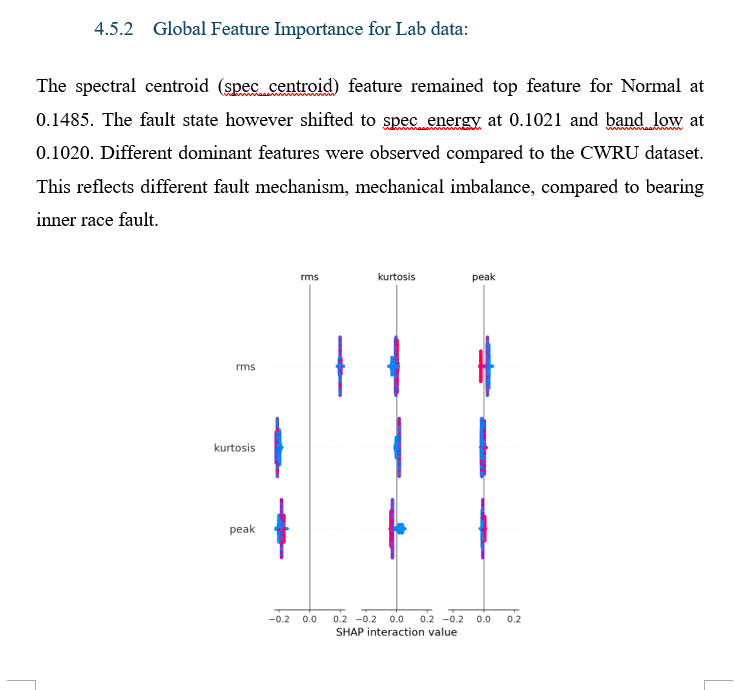 4.5.2 Global Feature Importance for Lab data:
The spectral centroid (spec_centroid) feature remained top feature for Normal at
0.1485. The fault state however shifted to spec_energy at 0.1021 and band_low at
0.1020. Different dominant features were observed compared to the CWRU dataset.
This reflects different fault mechanism, mechanical imbalance, compared to bearing
inner race fault.
rms kurtosis peak
rms
kurtosis
peak
−0.2 0.0 0.2 −0.2 0.0 0.2 −0.2 0.0 0.2
SHAP interaction value